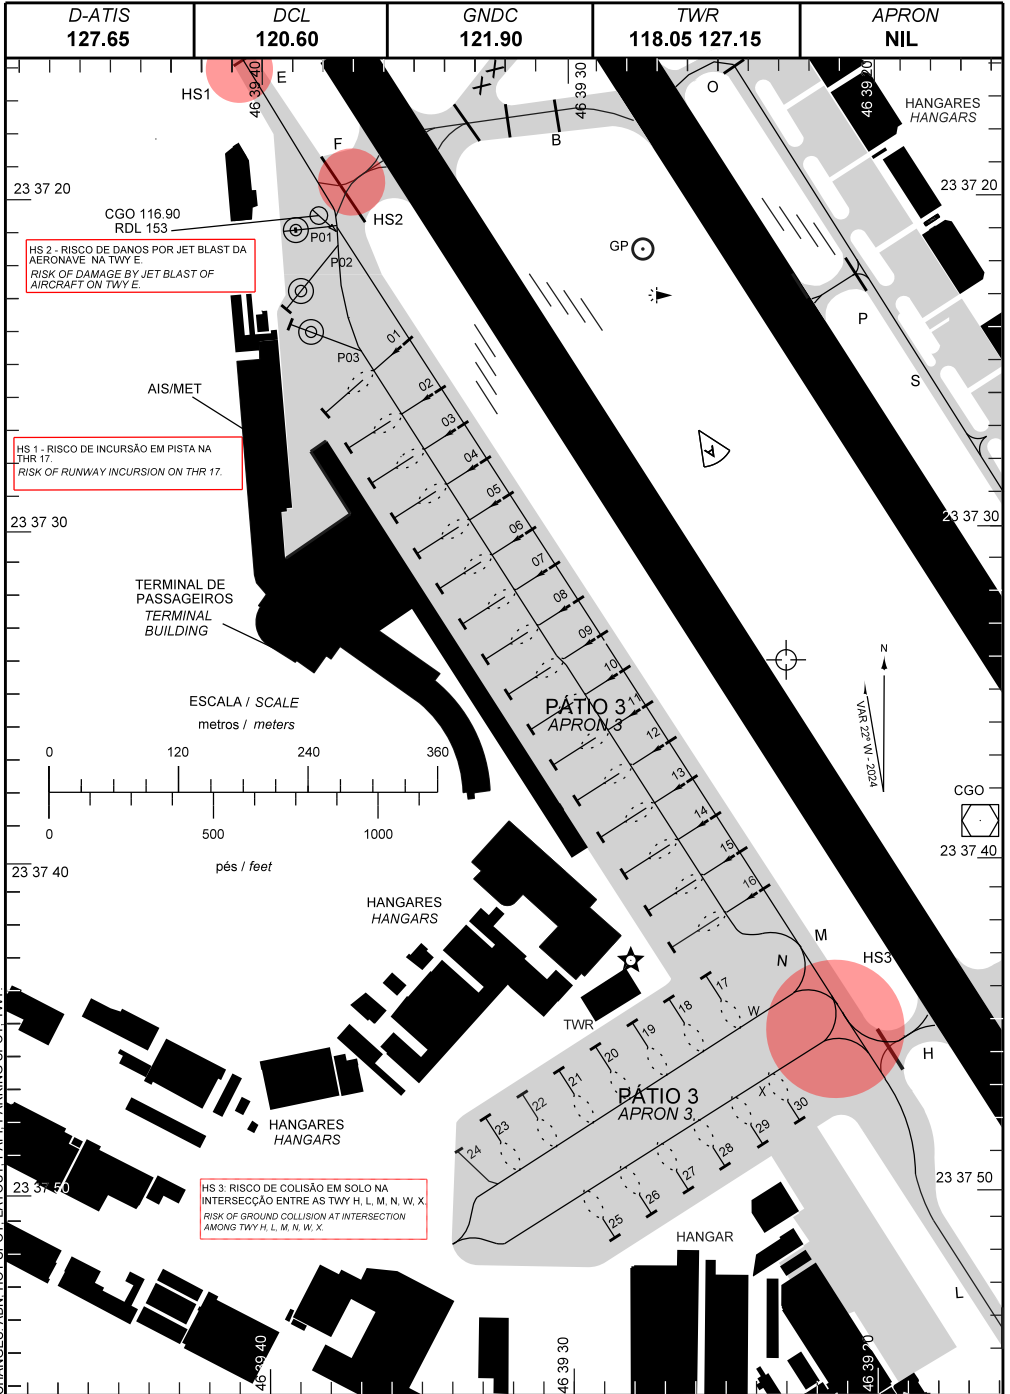 D-ATIS
127.65
DCL
120.60
GNDC
121.90
TWR
118.05 127.15
APRON
NIL
46 39 40
46 39 30
46 39 20
E
HS1
O
HANGARES
HANGARS
F
B
23 37 20
23 37 20
HS2
CGO 116.90
RDL 153
P01
GP
HS 2 - RISCO DE DANOS POR JET BLAST DA
AERONAVE NA TWY E.
RISK OF DAMAGE BY JET BLAST OF
AIRCRAFT ON TWY E.
P02
P
P03
01
S
AIS/MET
02
03
HS 1 - RISCO DE INCURSÃO EM PISTA NA
THR 17.
RISK OF RUNWAY INCURSION ON THR 17.
A
04
05
23 37 30
23 37 30
06
07
TERMINAL DE
PASSAGEIROS
TERMINAL
BUILDING
08
09
N
10
ESCALA / SCALE
metros / meters
PÁTIO 3
APRON 3
11
VAR 22° W - 2024
12
0
120
240
360
13
CGO
0
500
1000
14
pés / feet
15
23 37 40
23 37 40
16
HANGARES
HANGARS
M
HS3
N
17
W
18
TWR
19
H
20
21
PÁTIO 3
APRON 3
X
22
30
HANGARES
HANGARS
23
29
24
28
27
23 37 50
23 37 50
26
25
HS 3: RISCO DE COLISÃO EM SOLO NA
INTERSECÇÃO ENTRE AS TWY H, L, M, N, W, X.
RISK OF GROUND COLLISION AT INTERSECTION
AMONG TWY H, L, M, N, W, X.
HANGAR
L
46 39 40
46 39 30
46 39 20